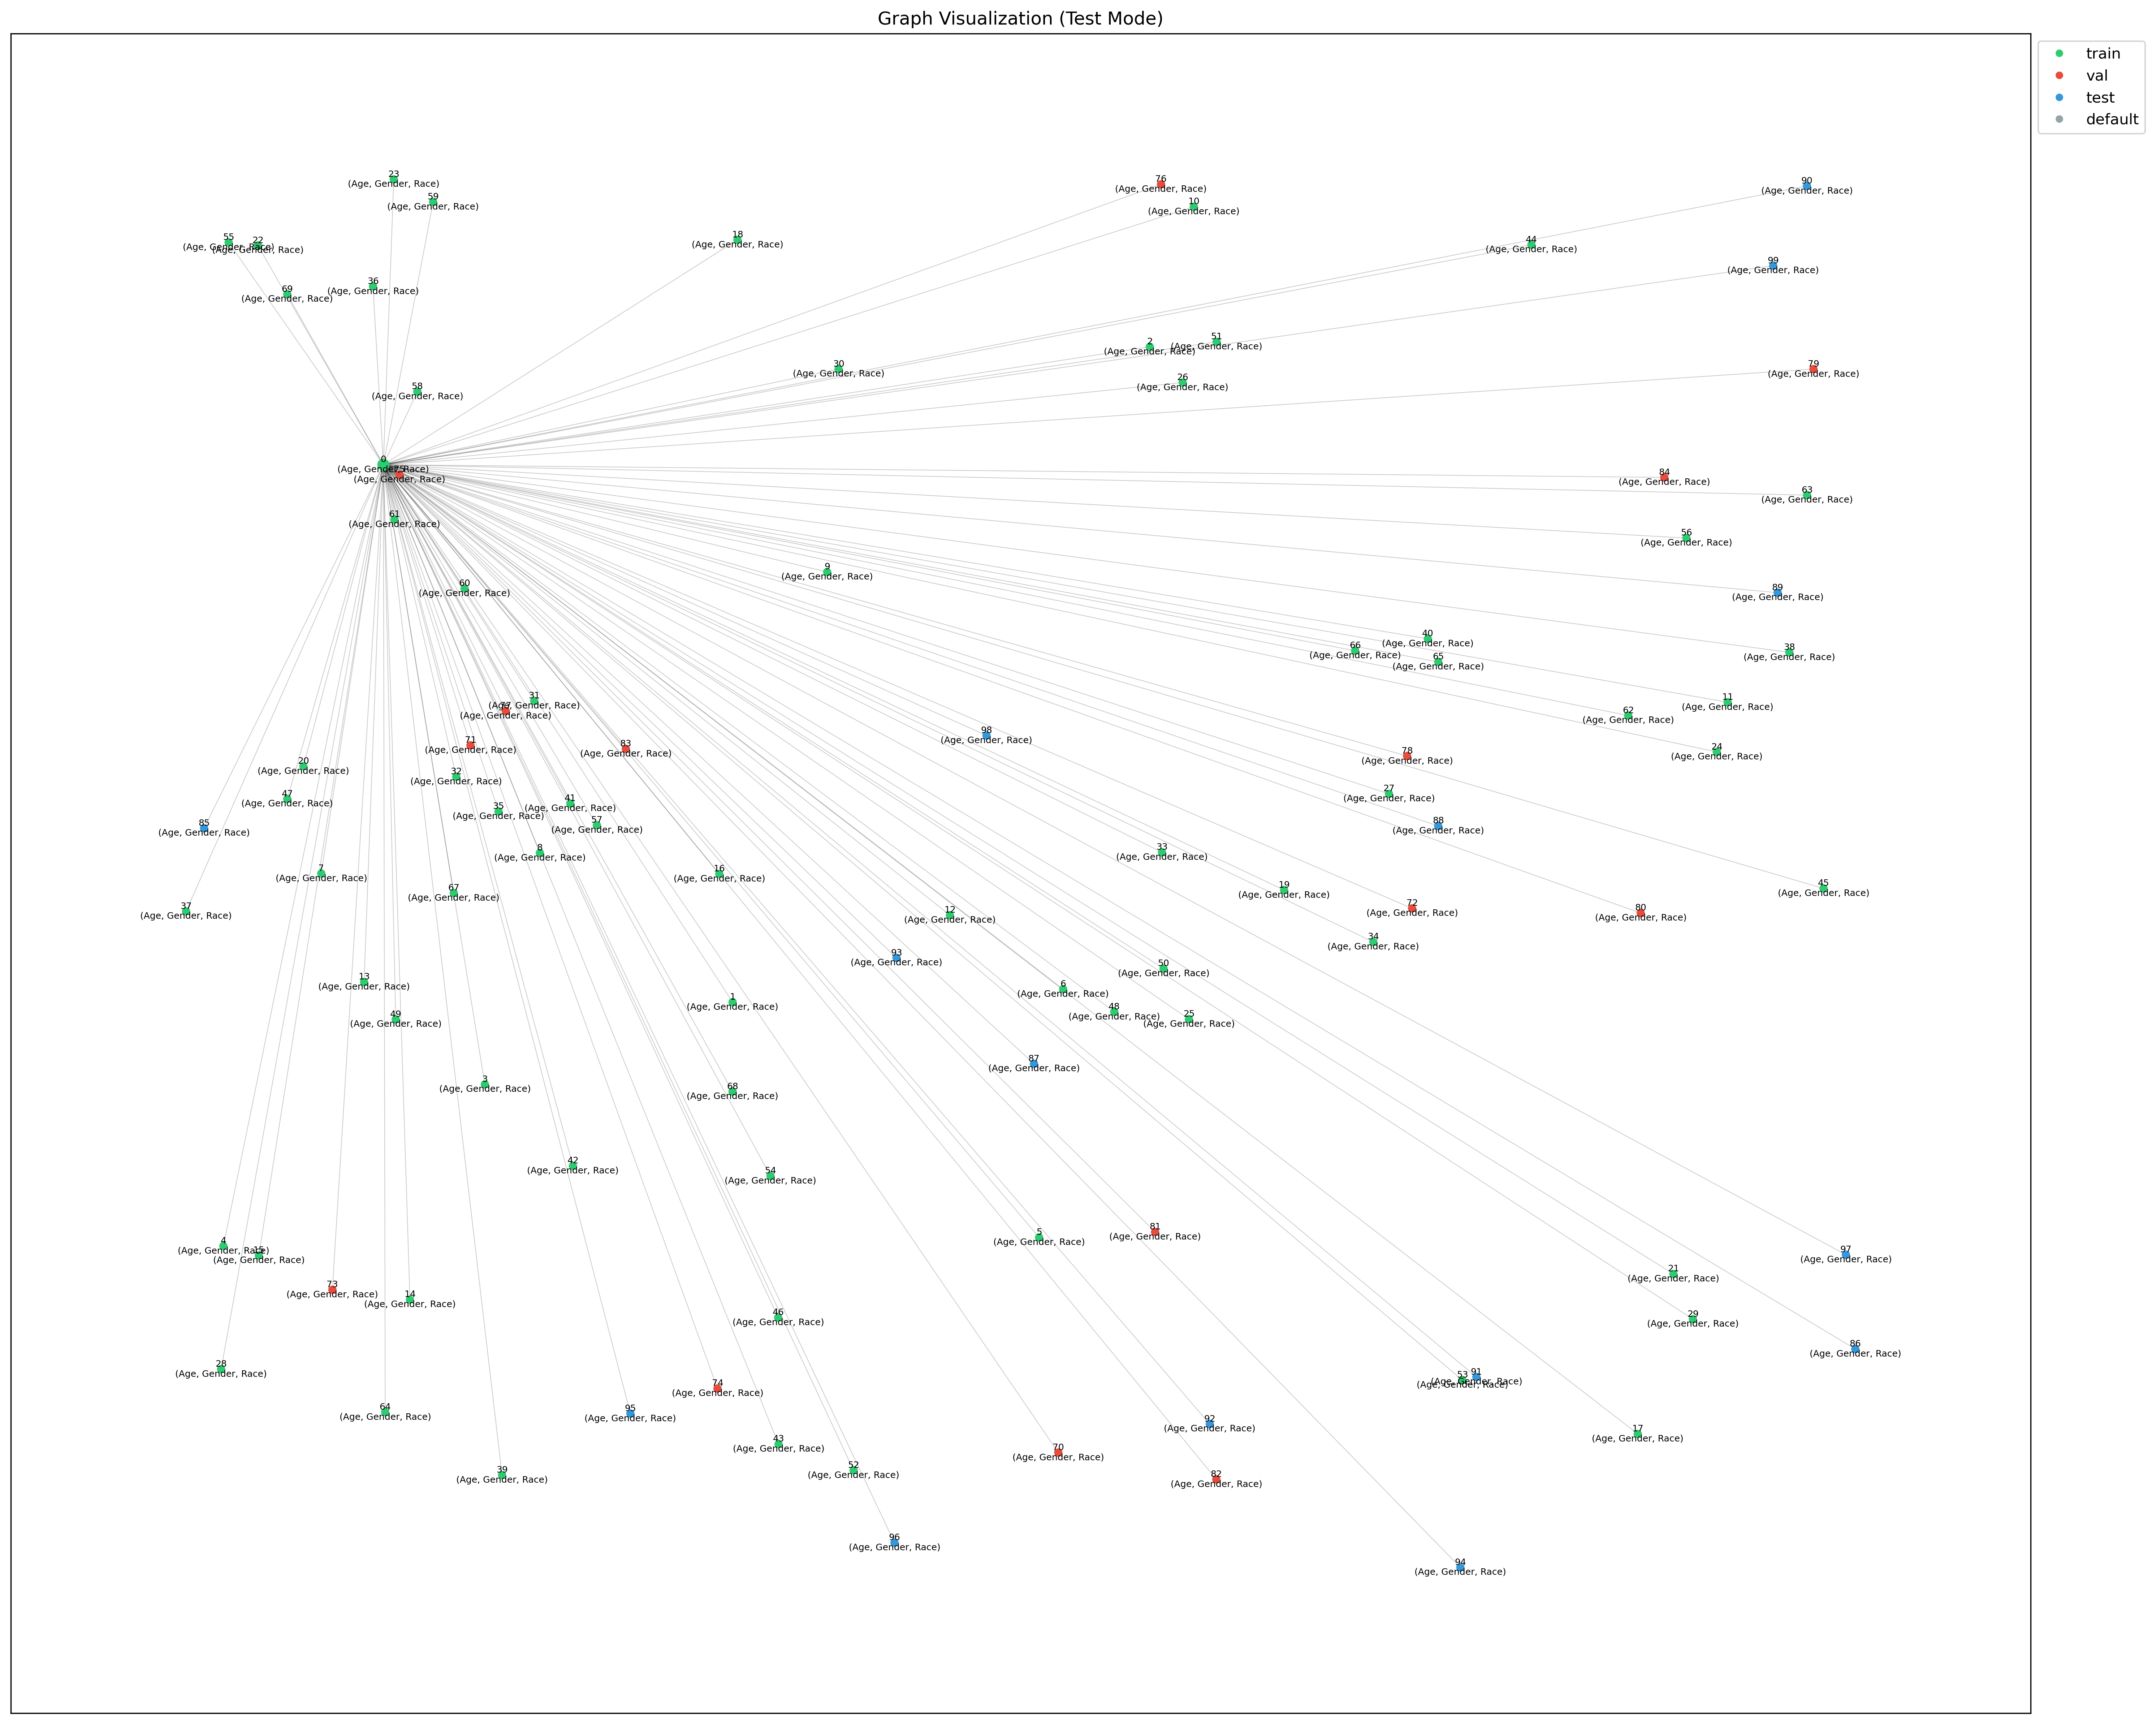 Graph Visualization (Test Mode)
train
val
test
default
23
(Age, Gender, Race)
76
(Age, Gender, Race)
90
(Age, Gender, Race)
59
(Age, Gender, Race)
10
(Age, Gender, Race)
18
(Age, Gender, Race)
55
(Age, Gender, Race)
22
(Age, Gender, Race)
44
(Age, Gender, Race)
99
(Age, Gender, Race)
36
(Age, Gender, Race)
69
(Age, Gender, Race)
51
(Age, Gender, Race)
2
(Age, Gender, Race)
30
(Age, Gender, Race)
79
(Age, Gender, Race)
26
(Age, Gender, Race)
58
(Age, Gender, Race)
0
(Age, Gender, Race)
75
(Age, Gender, Race)
84
(Age, Gender, Race)
63
(Age, Gender, Race)
61
(Age, Gender, Race)
56
(Age, Gender, Race)
9
(Age, Gender, Race)
60
(Age, Gender, Race)
89
(Age, Gender, Race)
40
(Age, Gender, Race)
66
(Age, Gender, Race)
38
(Age, Gender, Race)
65
(Age, Gender, Race)
31
(Age, Gender, Race)
11
(Age, Gender, Race)
77
(Age, Gender, Race)
62
(Age, Gender, Race)
98
(Age, Gender, Race)
71
(Age, Gender, Race)
83
(Age, Gender, Race)
24
(Age, Gender, Race)
78
(Age, Gender, Race)
20
(Age, Gender, Race)
32
(Age, Gender, Race)
27
(Age, Gender, Race)
47
(Age, Gender, Race)
41
(Age, Gender, Race)
35
(Age, Gender, Race)
57
(Age, Gender, Race)
88
(Age, Gender, Race)
85
(Age, Gender, Race)
8
(Age, Gender, Race)
33
(Age, Gender, Race)
7
(Age, Gender, Race)
16
(Age, Gender, Race)
45
(Age, Gender, Race)
19
(Age, Gender, Race)
67
(Age, Gender, Race)
72
(Age, Gender, Race)
37
(Age, Gender, Race)
80
(Age, Gender, Race)
12
(Age, Gender, Race)
34
(Age, Gender, Race)
93
(Age, Gender, Race)
50
(Age, Gender, Race)
13
(Age, Gender, Race)
6
(Age, Gender, Race)
1
(Age, Gender, Race)
48
(Age, Gender, Race)
49
(Age, Gender, Race)
25
(Age, Gender, Race)
87
(Age, Gender, Race)
3
(Age, Gender, Race)
68
(Age, Gender, Race)
42
(Age, Gender, Race)
54
(Age, Gender, Race)
81
(Age, Gender, Race)
5
(Age, Gender, Race)
4
(Age, Gender, Race)
15
(Age, Gender, Race)
97
(Age, Gender, Race)
21
(Age, Gender, Race)
73
(Age, Gender, Race)
14
(Age, Gender, Race)
46
(Age, Gender, Race)
29
(Age, Gender, Race)
86
(Age, Gender, Race)
28
(Age, Gender, Race)
91
(Age, Gender, Race)
53
(Age, Gender, Race)
74
(Age, Gender, Race)
64
(Age, Gender, Race)
95
(Age, Gender, Race)
92
(Age, Gender, Race)
17
(Age, Gender, Race)
43
(Age, Gender, Race)
70
(Age, Gender, Race)
52
(Age, Gender, Race)
39
(Age, Gender, Race)
82
(Age, Gender, Race)
96
(Age, Gender, Race)
94
(Age, Gender, Race)